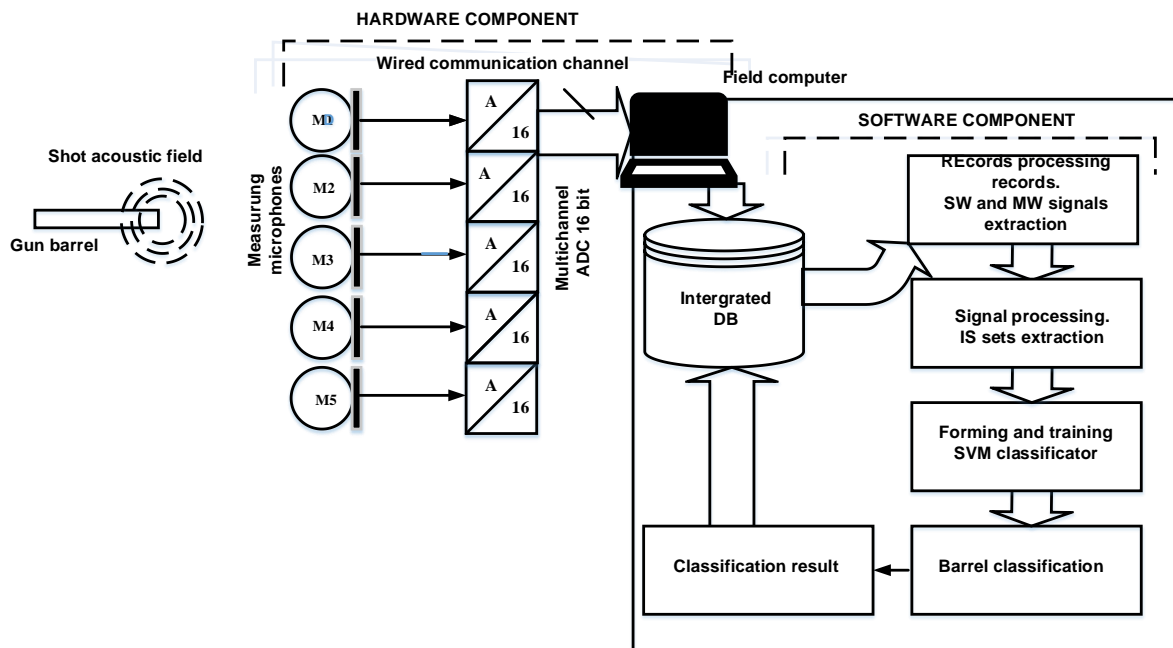 HARDWARE COMPONENT
Wired communication channel
Field computer
SOFTWARE COMPONENT
Shot acoustic field
Gun barrel
Measurung
microphones
M2
M3
M4
M5
A
16
A
16
A
16
A
16
A
16
Multichannel
ADC 16 bit
Intergrated
DB
REcords processing
records.
SW and MW signals
extraction
Signal processing.
IS sets extraction
Forming and training
SVM classificator
Barrel classification
Classification result